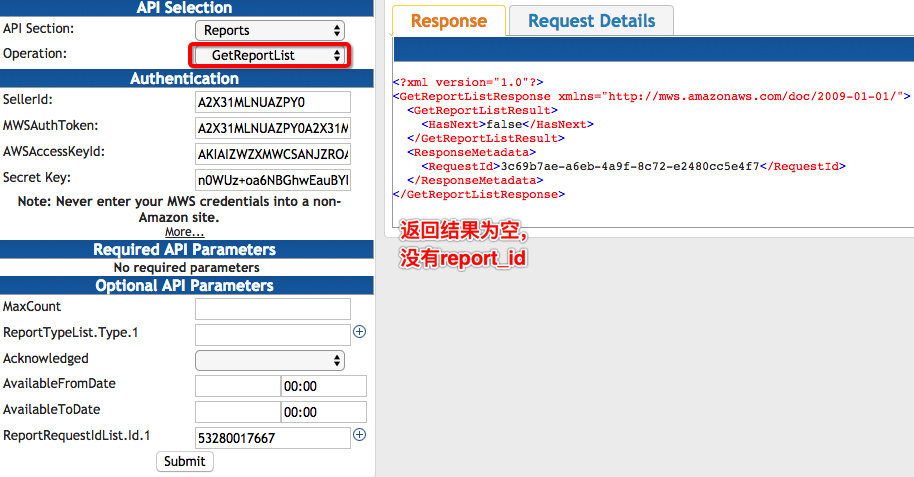 API Selection
API Section:
Reports
Operation:
GetReportList
Authentication
SellerId:
A2X31MLNUAZPY0
MWSAuthToken:
A2X31MLNUAZPY0A2X31M
AWSAccessKeyId:
AKIAIZWZXMWCSANJZROA
Secret Key:
n0WUz+oa6NBGhwEauBYI
Note: Never enter your MWS credentials into a non-
Amazon site.
More...
Required API Parameters
No required parameters
Optional API Parameters
MaxCount
ReportTypeList.Type.1
Acknowledged
AvailableFromDate
00:00
AvailableToDate
00:00
ReportRequestIdList.Id.1
53280017667
Submit
Response
Request Details
<?xml version="1.0"?>
<GetReportListResponse xmlns="http://mws.amazonaws.com/doc/2009-01-01/">
<GetReportListResult>
<HasNext>false</HasNext>
</GetReportListResult>
<ResponseMetadata>
<RequestId>3c69b7ae-a6eb-4a9f-8c72-e2480cc5e4f7</RequestId>
</ResponseMetadata>
</GetReportListResponse>
返回结果为空，
没有report_id